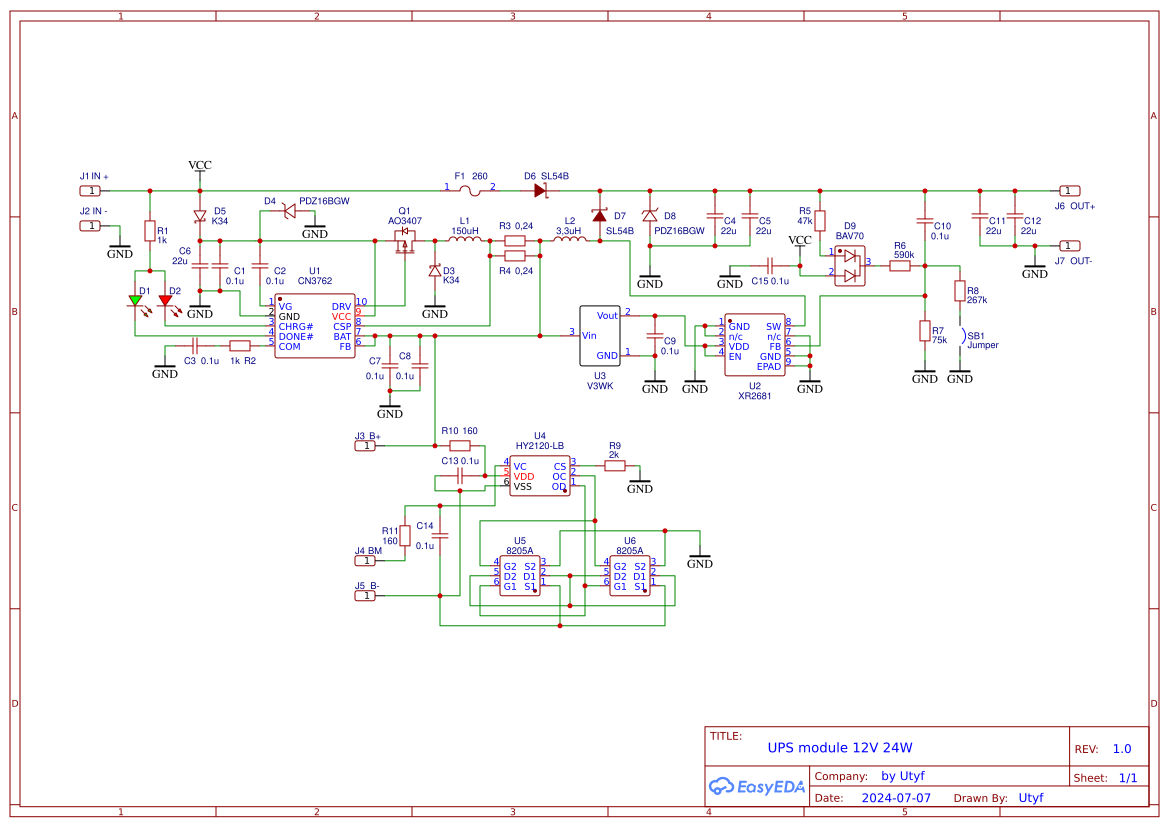 1 2 3 4 5
A A
B B
C C
D D
J1 IN +
1
J2 IN -
1
GND
VCC
R1
1k
D5
K34
D4 PDZ16BGW
GND
C6
22u
C1
0.1u
C2
0.1u
GND
D1 D2
U1
CN3762
1 VG
2 GND
3 CHRG#
4 DONE#
5 COM
DRV 10
VCC 9
CSP 8
BAT 7
FB 6
C3 0.1u
1k R2
GND
Q1
AO3407
D3
K34
GND
L1
150uH
F1 260
1 2
R3 0,24
R4 0,24
D6 SL54B
L2
3,3uH
D7
SL54B
D8
PDZ16BGW
GND
C4
22u
C5
22u
R5
47k
VCC
C15 0.1u
GND
D9
BAV70
1
2
3
R6
590k
C10
0.1u
C11
22u
C12
22u
GND
1
J6 OUT+
1
J7 OUT-
R8
267k
R7
75k
SB1
Jumper
GND
GND
C7
0.1u
C8
0.1u
GND
Vout 2
3 Vin
GND 1
U3
V3WK
C9
0.1u
GND
GND
1 GND
2 n/c
3 VDD
4 EN
SW 8
n/c 7
FB 6
GND 5
EPAD 9
U2
XR2681
GND
J3 B+
1
R10 160
C13 0.1u
U4
HY2120-LB
4 VC
5 VDD
6 VSS
CS 3
OC 2
OD 1
R9
2k
GND
R11
160
C14
0.1u
J4 BM
1
J5 B-
1
U5
8205A
4 G2 S2 3
5 D2 D1 2
6 G1 S1 1
U6
8205A
4 G2 S2 3
5 D2 D1 2
6 G1 S1 1
GND
TITLE:
UPS module 12V 24W
REV: 1.0
EasyEDA
Company: by Utyf
Sheet: 1/1
Date: 2024-07-07 Drawn By: Utyf
1 2 3 4 5